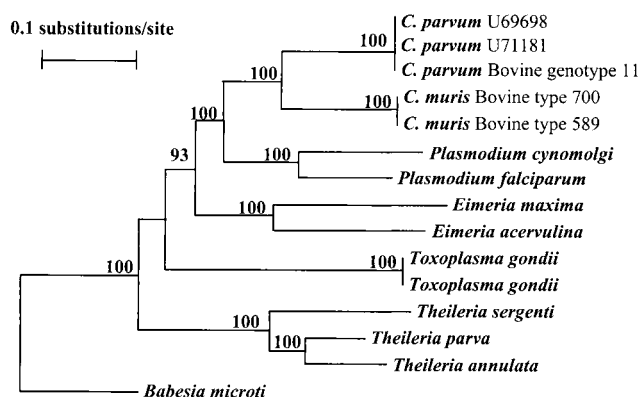 0.1 substitutions/site
100
C. parvum U69698
C. parvum U71181
C. parvum Bovine genotype 11
100
100
C. muris Bovine type 700
C. muris Bovine type 589
100
100
Plasmodium cynomolgi
Plasmodium falciparum
93
100
Eimeria maxima
Eimeria acervulina
100
Toxoplasma gondii
Toxoplasma gondii
100
100
Theileria sergenti
100
Theileria parva
Theileria annulata
Babesia microti